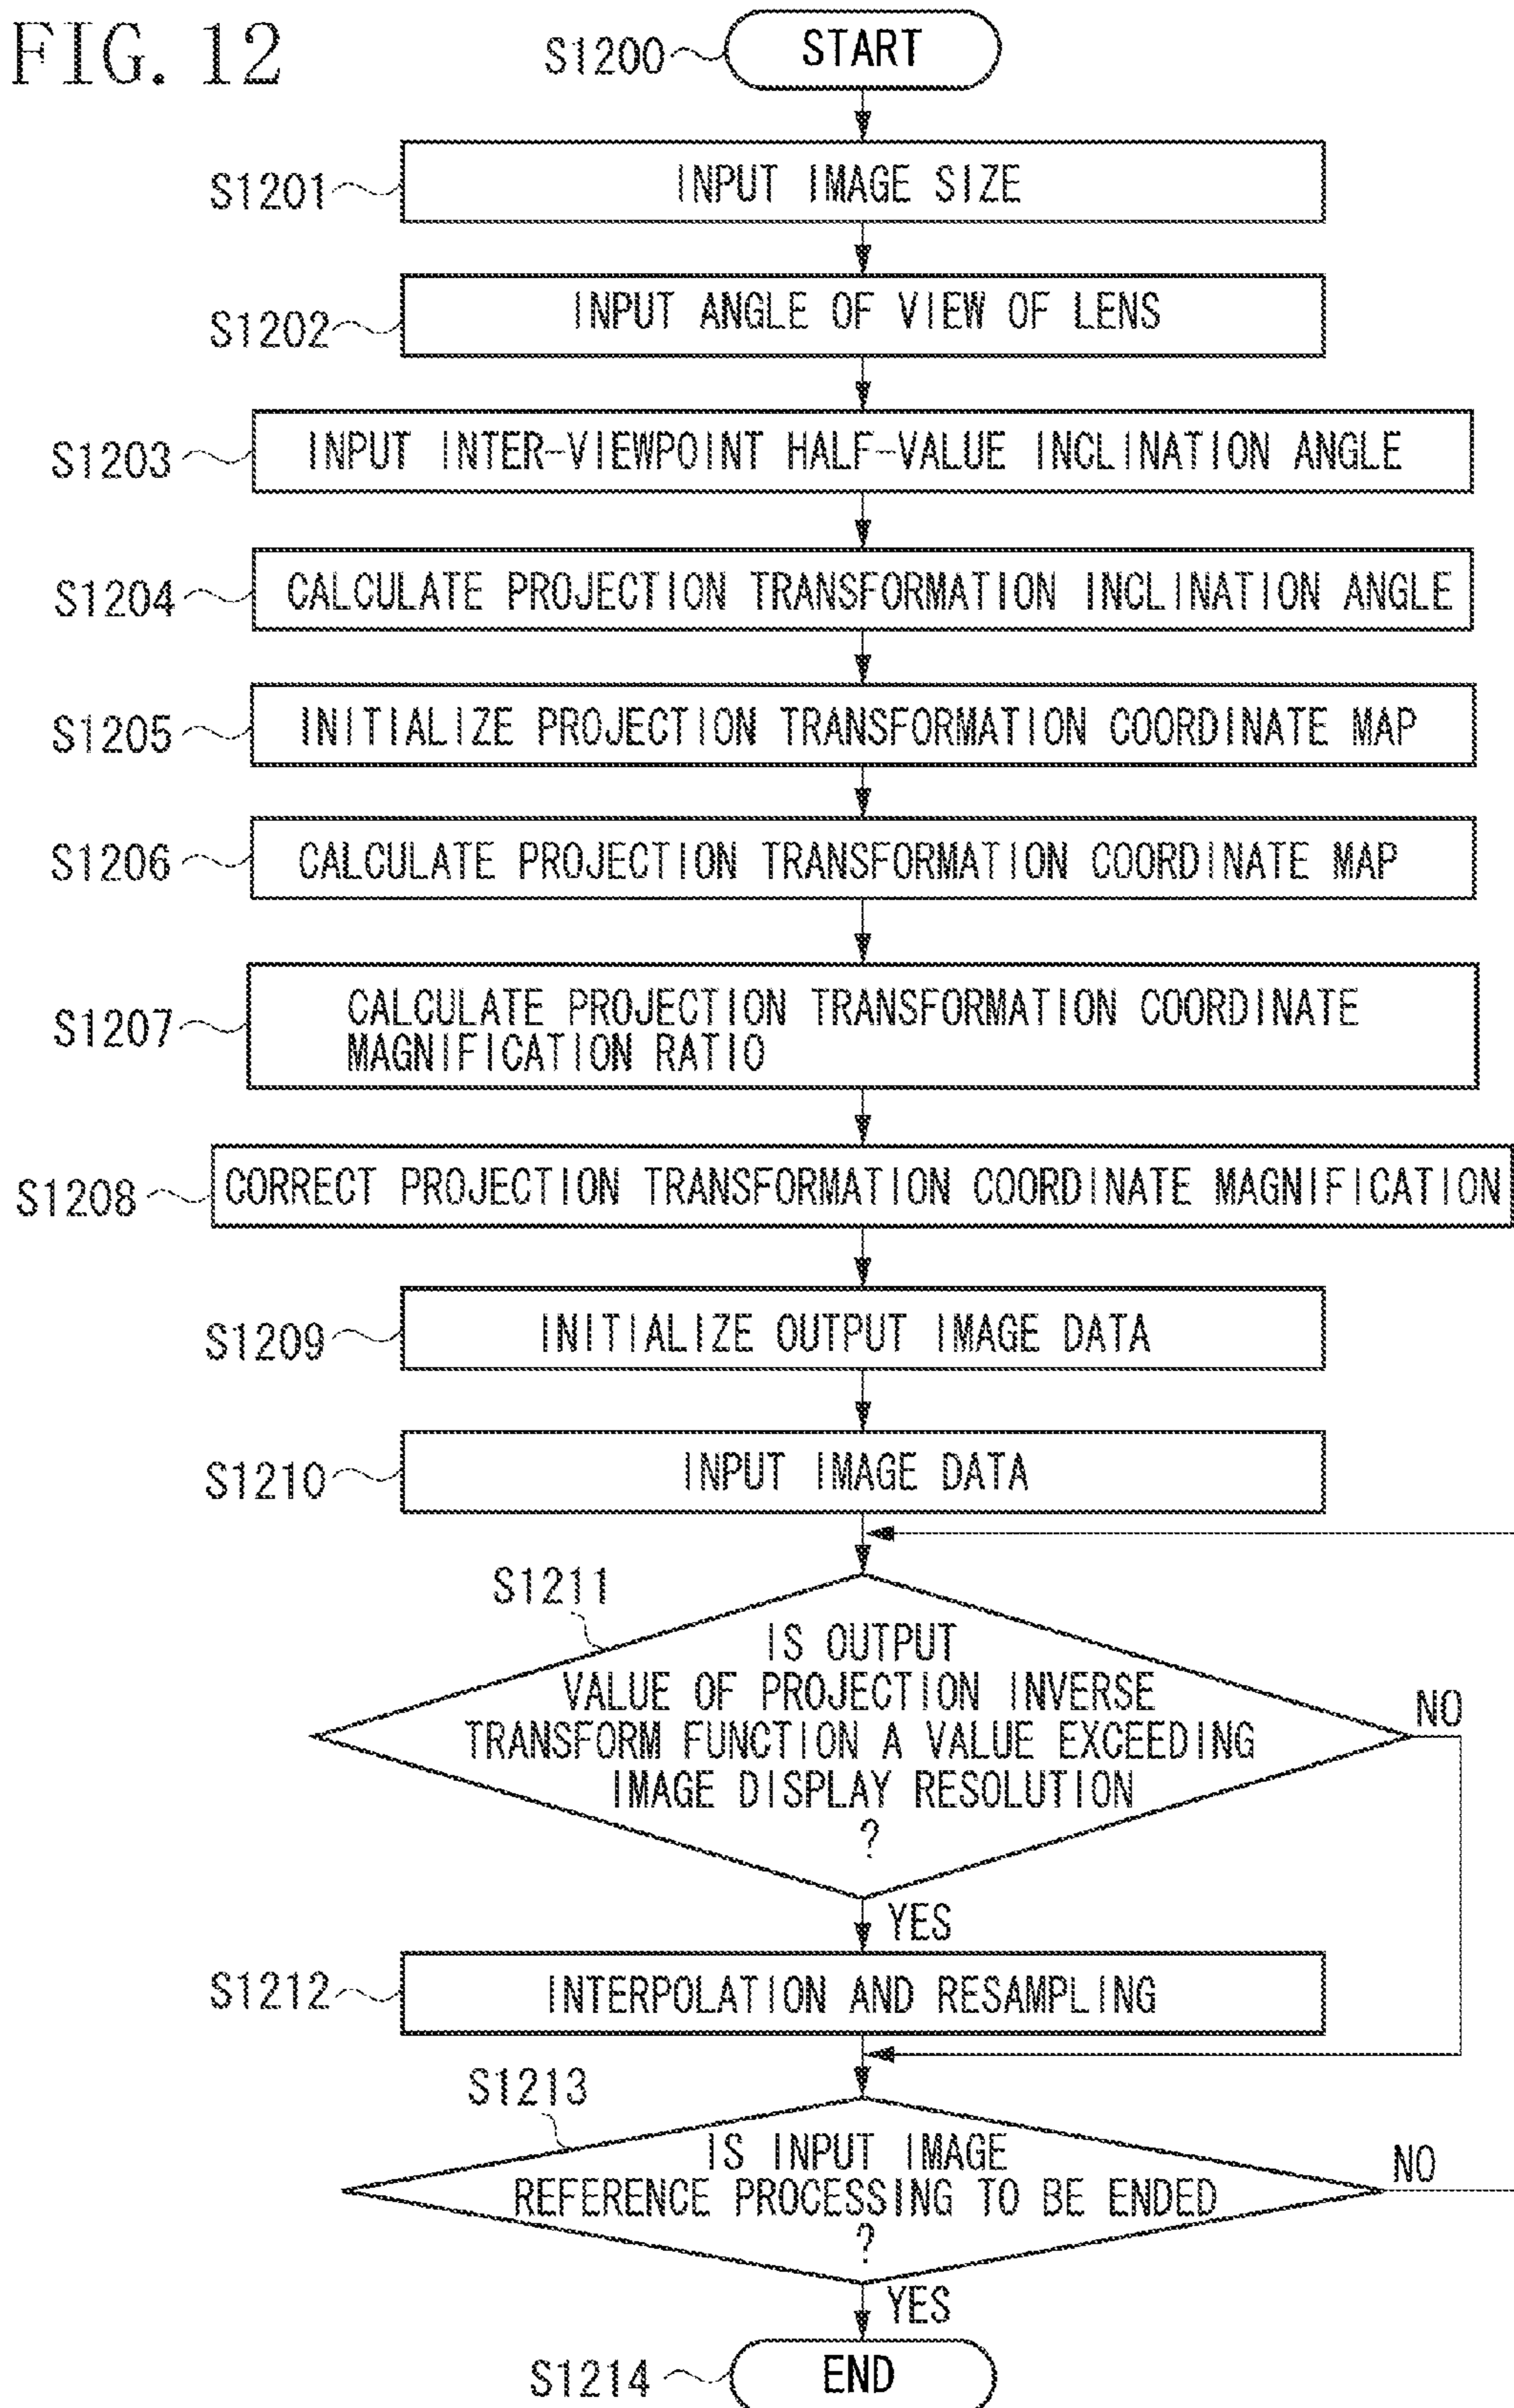 FIG. 12
S1200
START
S1201
INPUT IMAGE SIZE
S1202
INPUT ANGLE OF VIEW OF LENS
S1203
INPUT INTER-VIEWPOINT HALF-VALUE INCLINATION ANGLE
S1204
CALCULATE PROJECTION TRANSFORMATION INCLINATION ANGLE
S1205
INITIALIZE PROJECTION TRANSFORMATION COORDINATE MAP
S1206
CALCULATE PROJECTION TRANSFORMATION COORDINATE MAP
S1207
CALCULATE PROJECTION TRANSFORMATION COORDINATE
MAGNIFICATION RATIO
S1208
CORRECT PROJECTION TRANSFORMATION COORDINATE MAGNIFICATION
S1209
INITIALIZE OUTPUT IMAGE DATA
S1210
INPUT IMAGE DATA
S1211
IS OUTPUT
VALUE OF PROJECTION INVERSE
TRANSFORM FUNCTION A VALUE EXCEEDING
IMAGE DISPLAY RESOLUTION
?
NO
YES
S1212
INTERPOLATION AND RESAMPLING
S1213
IS INPUT IMAGE
REFERENCE PROCESSING TO BE ENDED
?
NO
YES
S1214
END